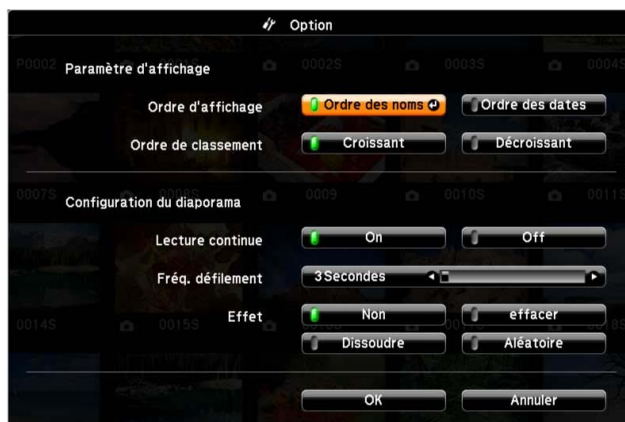 Option
P0002 0001S 0002S 0003S 0004S
Paramètre d'affichage
Ordre d'affichage Ordre des noms Ordre des dates
Ordre de classement Croissant Décroissant
0007S 0008S 0009 0010S 0011S
Configuration du diaporama
Lecture continue On Off
Fréq. défilement 3Secondes
Effet Non effacer
0014S 0015S
Dissoudre Aléatoire
OK Annuler